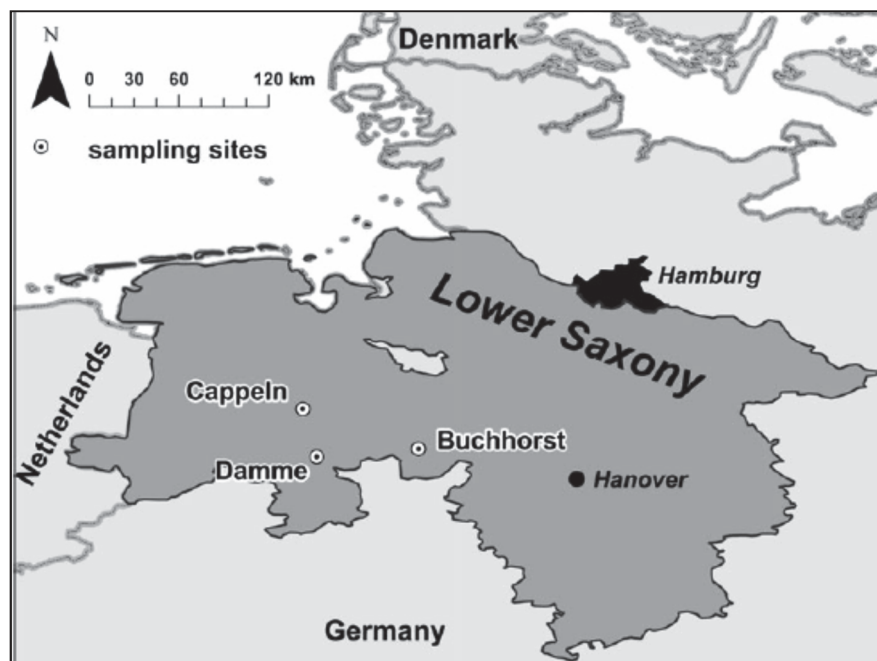 Denmark
N
0 30 60 120 km
sampling sites
Hamburg
Lower Saxony
Netherlands
Cappeln
Buchhorst
Damme
Hanover
Germany